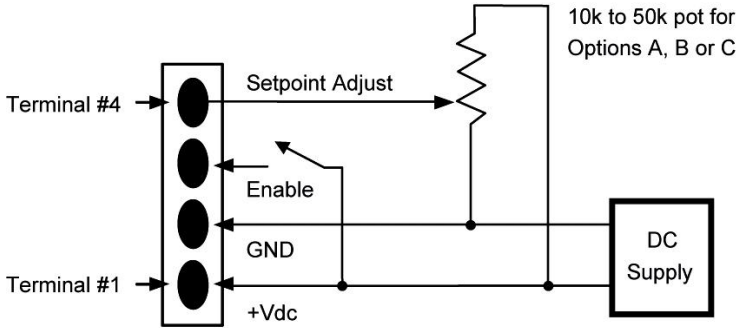 10k to 50k pot for
Options A, B or C
Setpoint Adjust
Terminal #4
Enable
GND
DC
Supply
Terminal #1
+Vdc